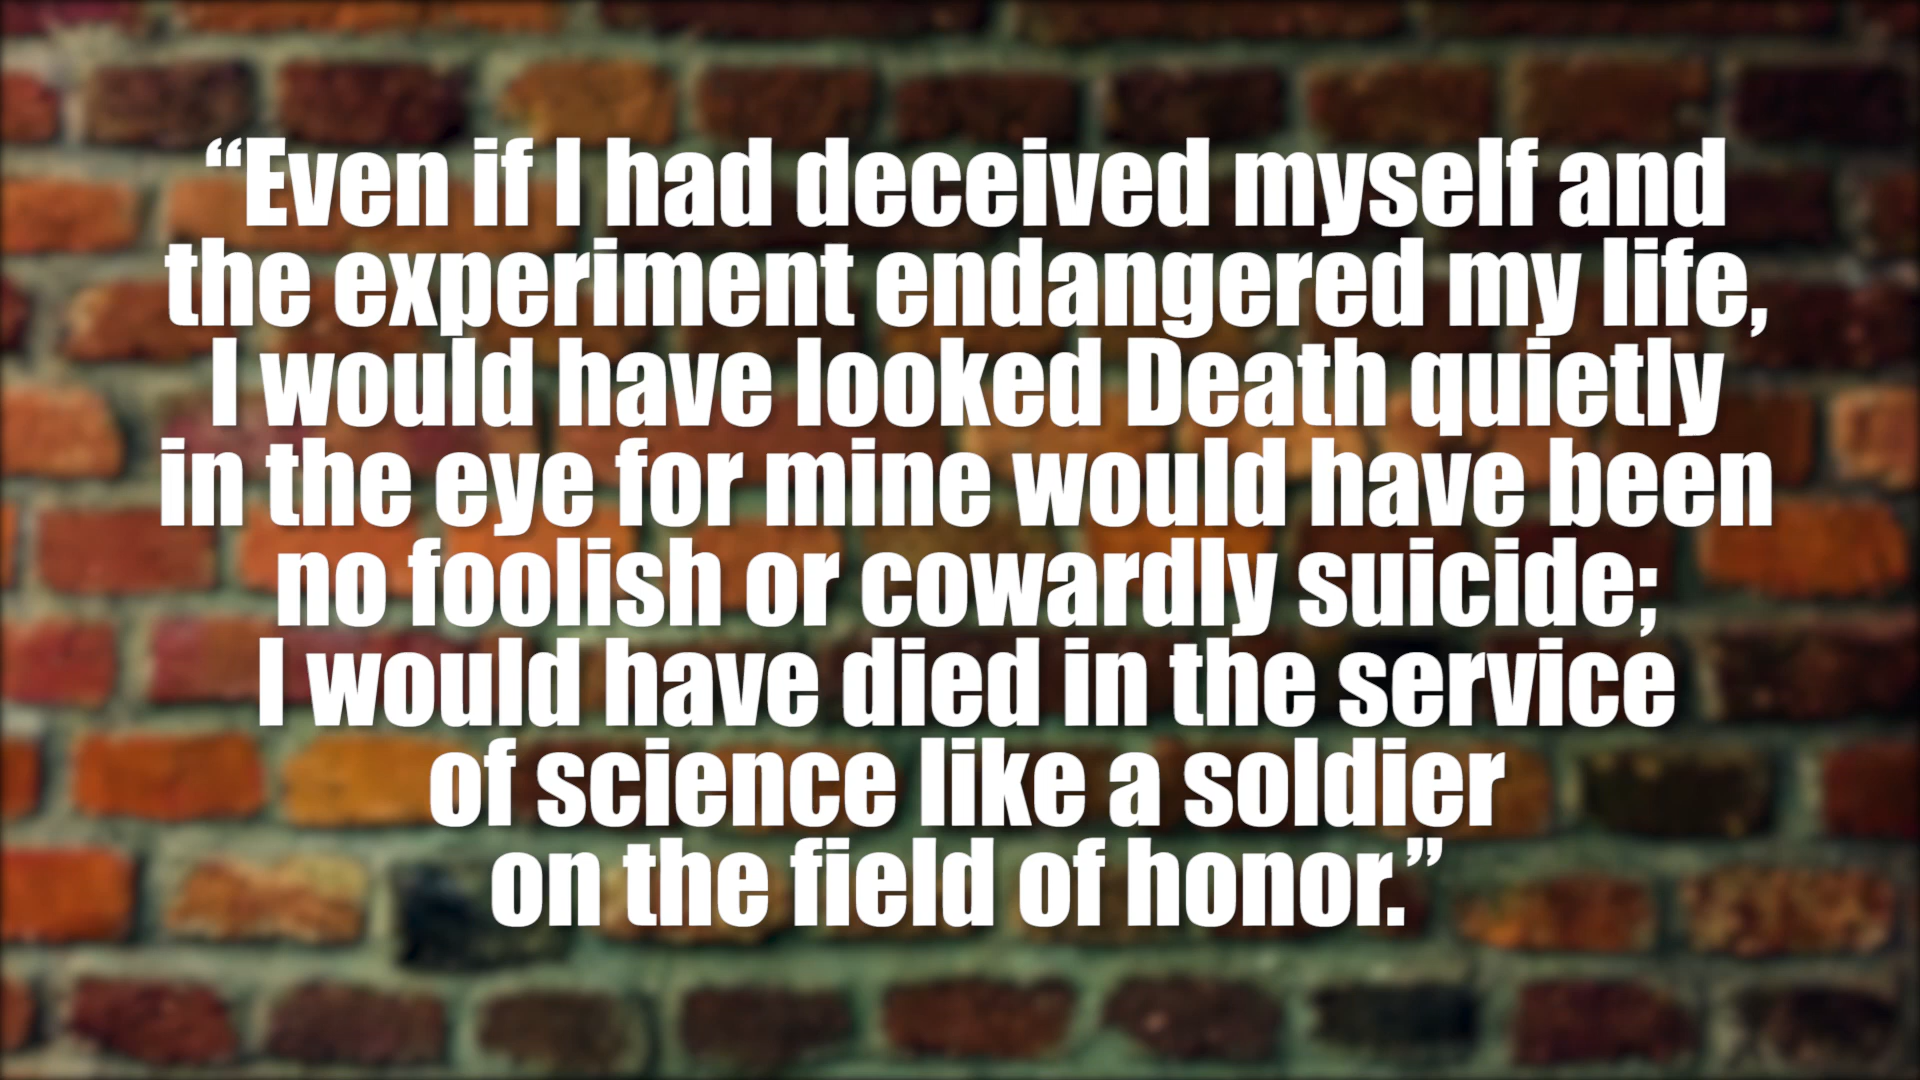 “Even if I had deceived myself and
the experiment endangered my life,
I would have looked Death quietly
in the eye for mine would have been
no foolish or cowardly suicide;
I would have died in the service
of science like a soldier
on the field of honor.”